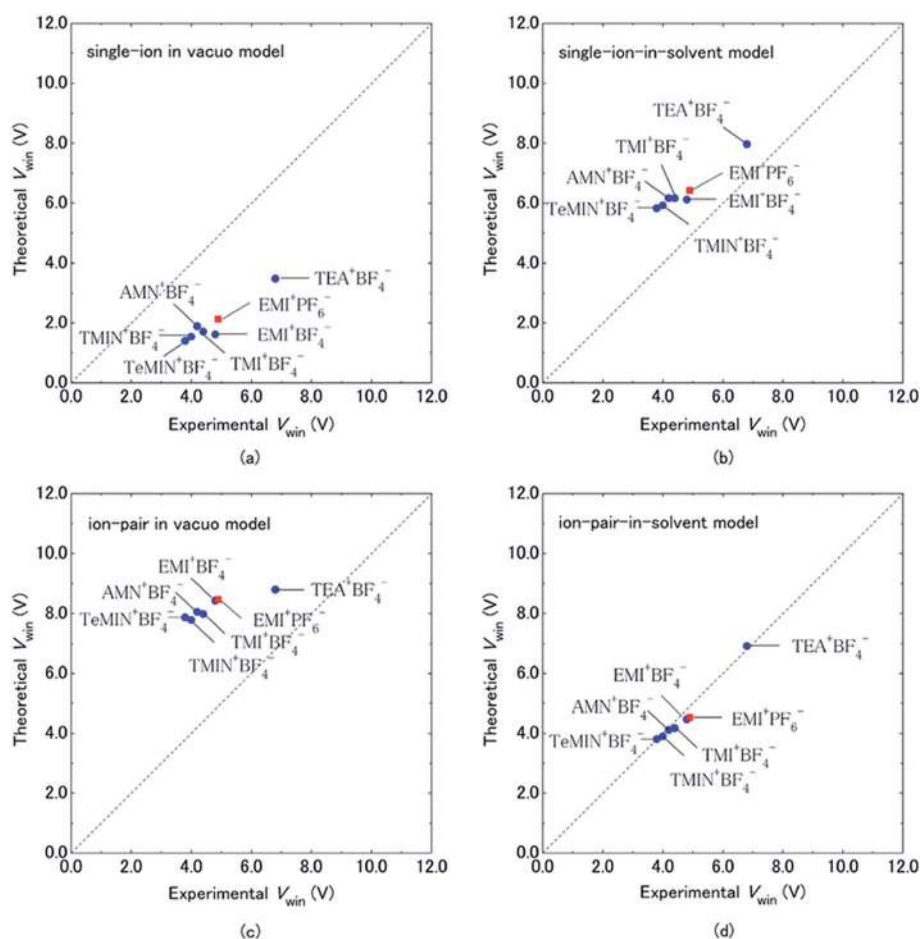 12.0
single-ion in vacuo model
10.0
8.0
6.0
4.0
2.0
0.0
Theoretical Vwin (V)
TEA+BF4−
AMN+BF4−
EMI+PF6−
TMIN+BF4−
EMI+BF4−
TeMIN+BF4−
TMI+BF4−
0.0 2.0 4.0 6.0 8.0 10.0 12.0
Experimental Vwin (V)
(a)
12.0
single-ion-in-solvent model
10.0
8.0
6.0
4.0
2.0
0.0
Theoretical Vwin (V)
TEA+BF4−
TMI+BF4−
AMN+BF4−
EMI+PF6−
TeMIN+BF4−
EMI+BF4−
TMIN+BF4−
0.0 2.0 4.0 6.0 8.0 10.0 12.0
Experimental Vwin (V)
(b)
12.0
ion-pair in vacuo model
10.0
8.0
6.0
4.0
2.0
0.0
Theoretical Vwin (V)
EMI+BF4−
AMN+BF4−
TEA+BF4−
TeMIN+BF4−
EMI+PF6−
TMI+BF4−
TMIN+BF4−
0.0 2.0 4.0 6.0 8.0 10.0 12.0
Experimental Vwin (V)
(c)
12.0
ion-pair-in-solvent model
10.0
8.0
6.0
4.0
2.0
0.0
Theoretical Vwin (V)
TEA+BF4−
EMI+BF4−
AMN+BF4−
EMI+PF6−
TeMIN+BF4−
TMI+BF4−
TMIN+BF4−
0.0 2.0 4.0 6.0 8.0 10.0 12.0
Experimental Vwin (V)
(d)